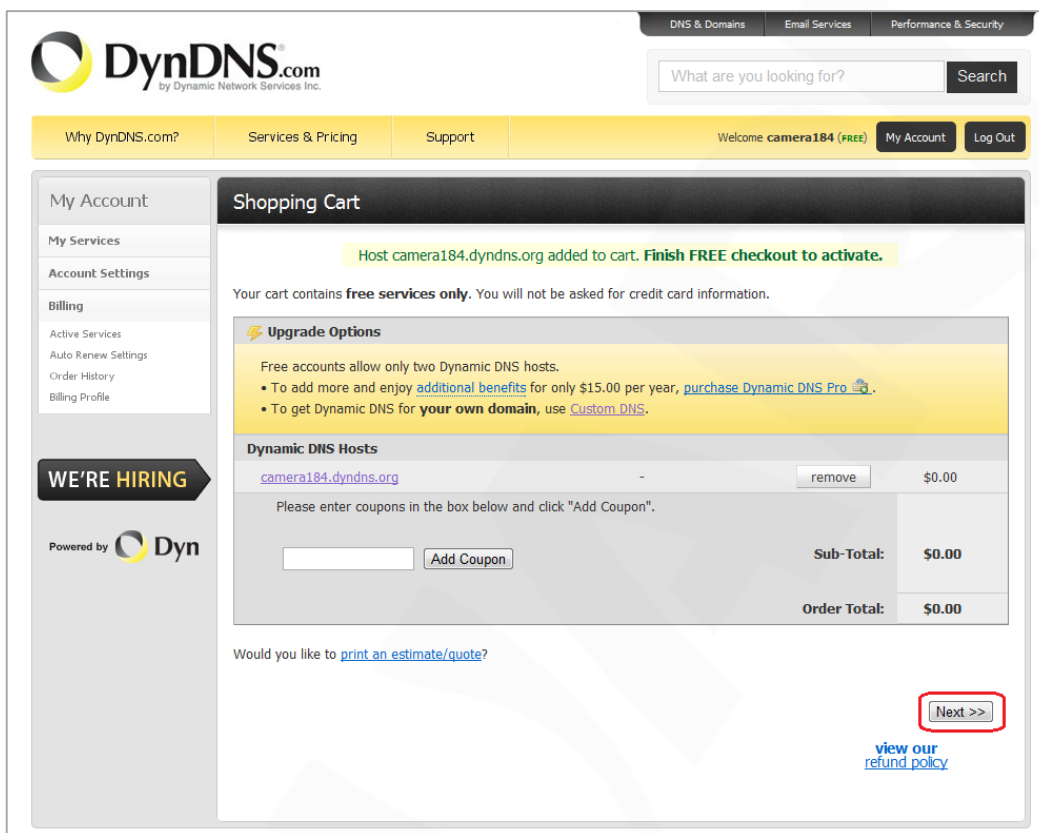 DNS & Domains Email Services Performance & Security
DynDNS.com
by Dynamic Network Services Inc.
What are you looking for? Search
Why DynDNS.com? Services & Pricing Support Welcome camera184 (FREE) My Account Log Out
My Account
My Services
Account Settings
Billing
Active Services
Auto Renew Settings
Order History
Billing Profile
WE'RE HIRING
Powered by Dyn
Shopping Cart
Host camera184.dyndns.org added to cart. Finish FREE checkout to activate.
Your cart contains free services only. You will not be asked for credit card information.
Upgrade Options
Free accounts allow only two Dynamic DNS hosts.
• To add more and enjoy additional benefits for only $15.00 per year, purchase Dynamic DNS Pro .
• To get Dynamic DNS for your own domain, use Custom DNS.
Dynamic DNS Hosts
camera184.dyndns.org - remove $0.00
Please enter coupons in the box below and click "Add Coupon".
Add Coupon
Sub-Total: $0.00
Order Total: $0.00
Would you like to print an estimate/quote?
Next >>
view our
refund policy